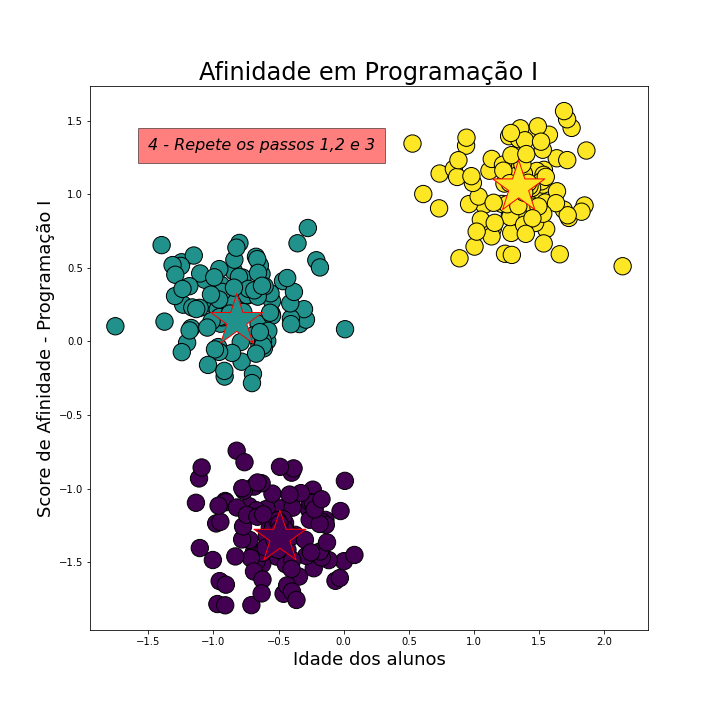 Afinidade em Programação I
4 - Repete os passos 1,2 e 3
Score de Afinidade - Programação I
1.5
1.0
0.5
0.0
−0.5
−1.0
−1.5
−1.5 −1.0 −0.5 0.0 0.5 1.0 1.5 2.0
Idade dos alunos